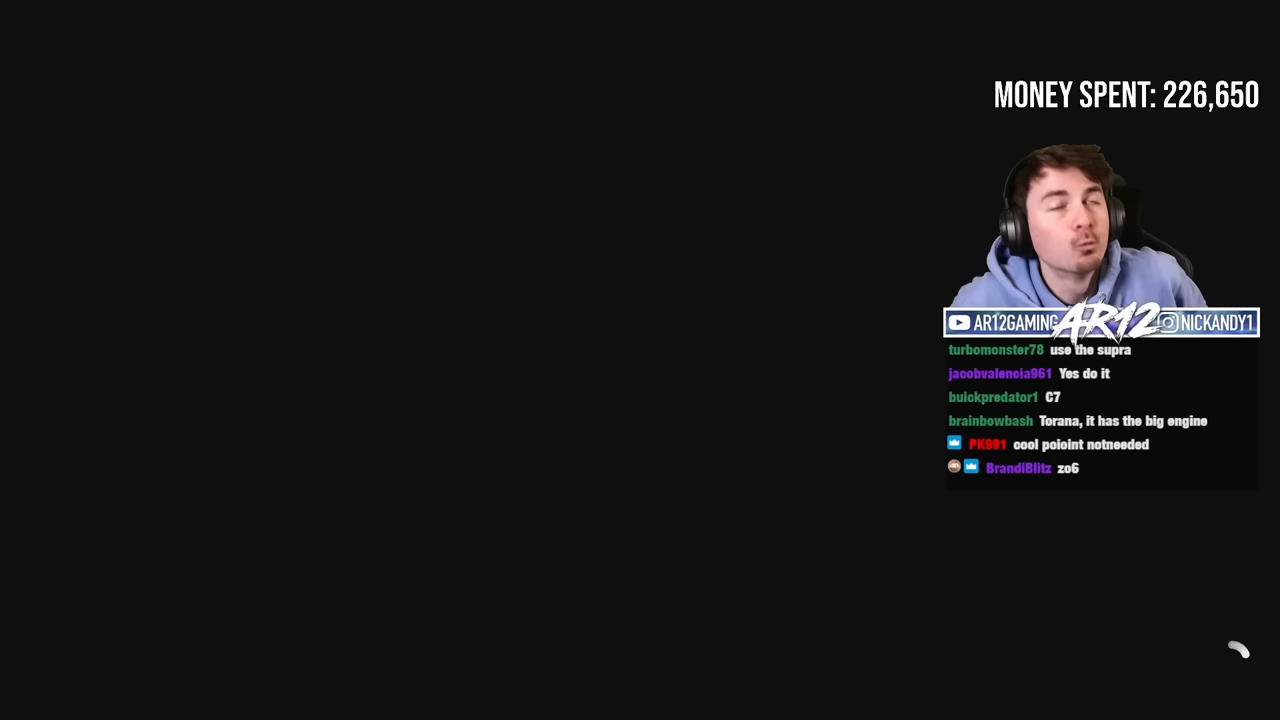 MONEY SPENT: 226,650
AR12GAMING AR12 NICKANDY1
turbomonster78 use the supra
jacobvalencia961 Yes do it
buickpredator1 C7
brainbowbash Torana, it has the big engine
PK991 cool poioint notneeded
BrandiBlitz zo6